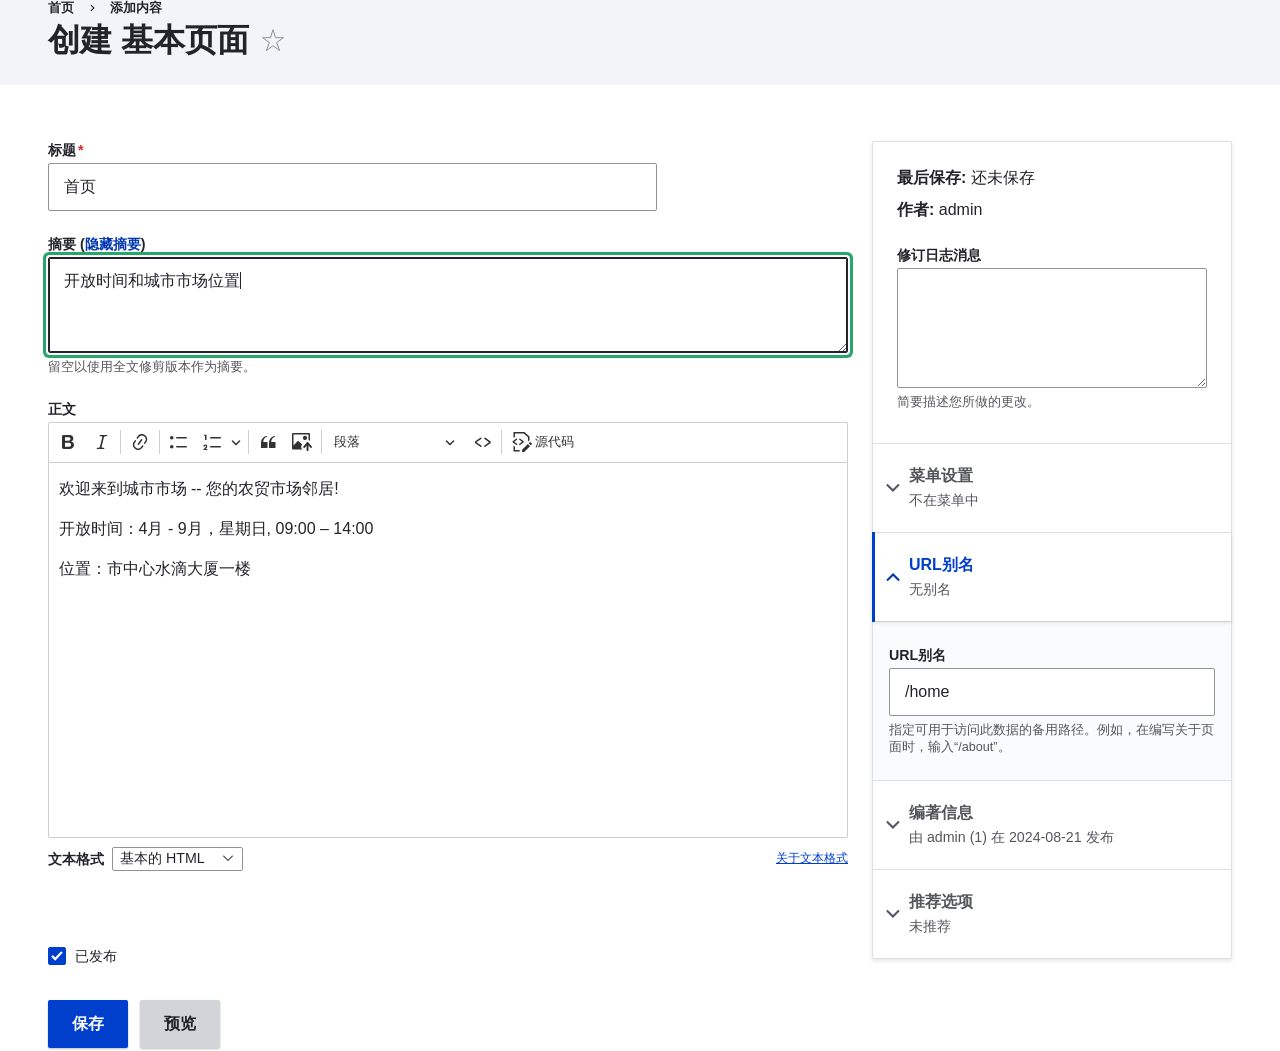 首页 › 添加内容
创建 基本页面
标题*
首页
摘要 (隐藏摘要)
开放时间和城市市场位置
留空以使用全文修剪版本作为摘要。
正文
段落
源代码
欢迎来到城市市场 -- 您的农贸市场邻居!
开放时间：4月 - 9月，星期日, 09:00 – 14:00
位置：市中心水滴大厦一楼
文本格式 基本的 HTML
关于文本格式
已发布
保存 预览
最后保存: 还未保存
作者: admin
修订日志消息
简要描述您所做的更改。
菜单设置
不在菜单中
URL别名
无别名
URL别名
/home
指定可用于访问此数据的备用路径。例如，在编写关于页
面时，输入“/about”。
编著信息
由 admin (1) 在 2024-08-21 发布
推荐选项
未推荐